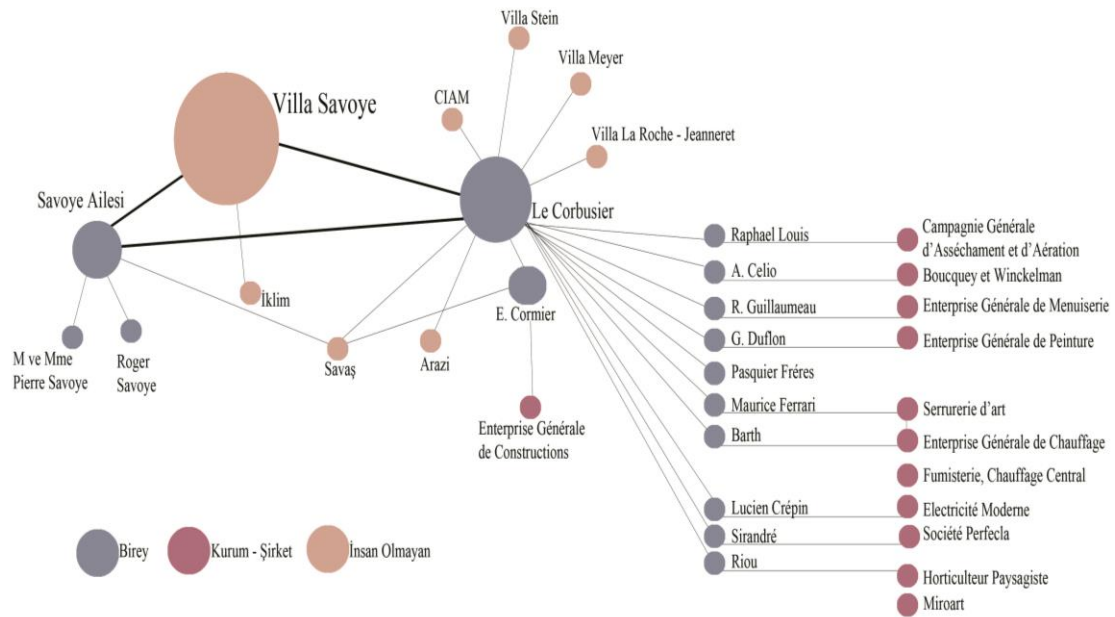 Villa Stein
Villa Meyer
CIAM
Villa Savoye
Villa La Roche - Jeanneret
Savoye Ailesi
Le Corbusier
Raphael Louis
Campagnie Générale
d'Asséchament et d'Aération
A. Celio
Boucquey et Winckelman
İklim
R. Guillaumeau
Enterprise Générale de Menuiserie
E. Cormier
G. Duflon
Enterprise Générale de Peinture
M ve Mme
Pierre Savoye
Roger
Savoye
Savaş
Arazi
Pasquier Fréres
Maurice Ferrari
Serrurerie d'art
Enterprise Générale
de Constructions
Barth
Enterprise Générale de Chauffage
Fumisterie, Chauffage Central
Lucien Crépin
Electricité Moderne
Sirandré
Société Perfecla
Riou
Horticulteur Paysagiste
Miroart
Birey
Kurum - Şirket
İnsan Olmayan